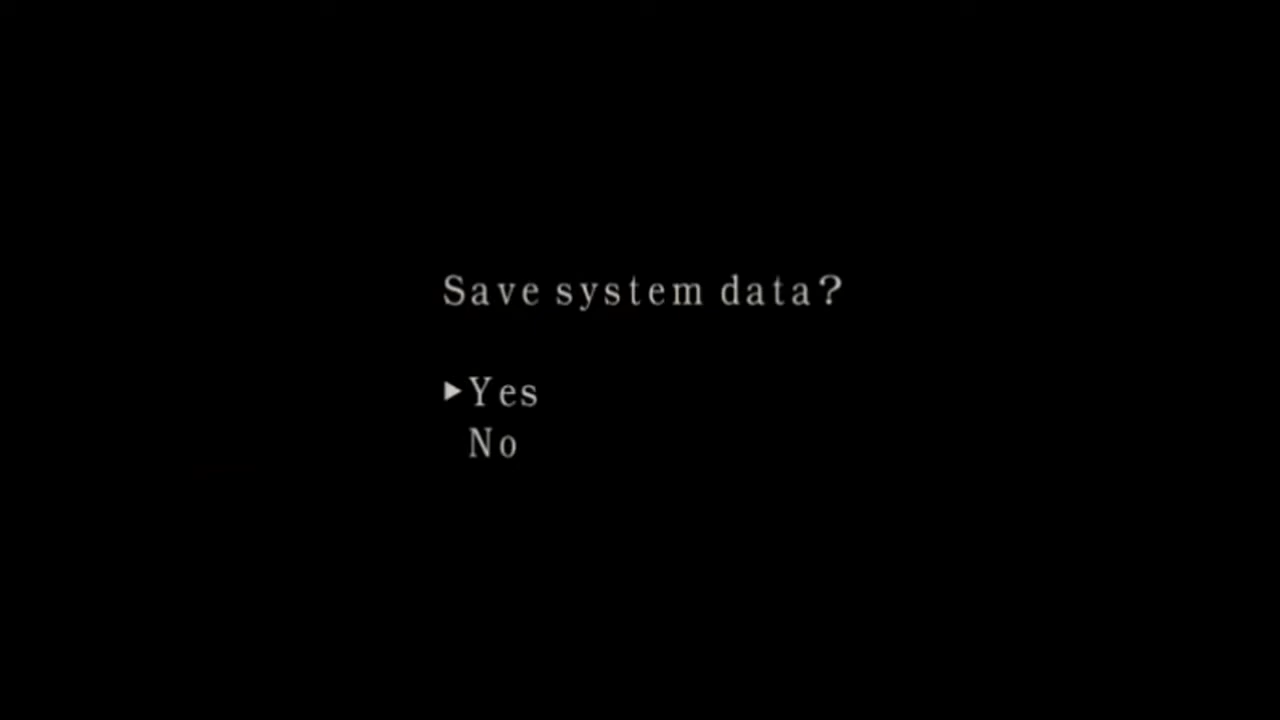 Save system data?
▶Yes
No